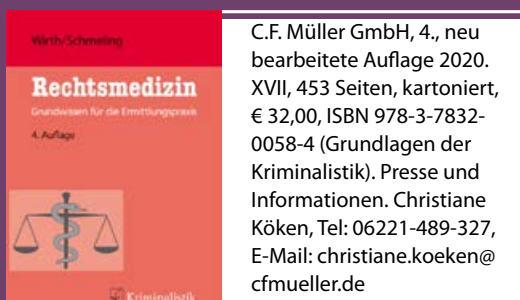 Wirth/Schmeling
Rechtsmedizin
Grundwissen für die Ermittlungspraxis
4. Auflage
Kriminalistik
C.F. Müller GmbH, 4., neu
bearbeitete Auflage 2020.
XVII, 453 Seiten, kartoniert,
€ 32,00, ISBN 978-3-7832-
0058-4 (Grundlagen der
Kriminalistik). Presse und
Informationen. Christiane
Köken, Tel: 06221-489-327,
E-Mail: christiane.koeken@
cfmueller.de